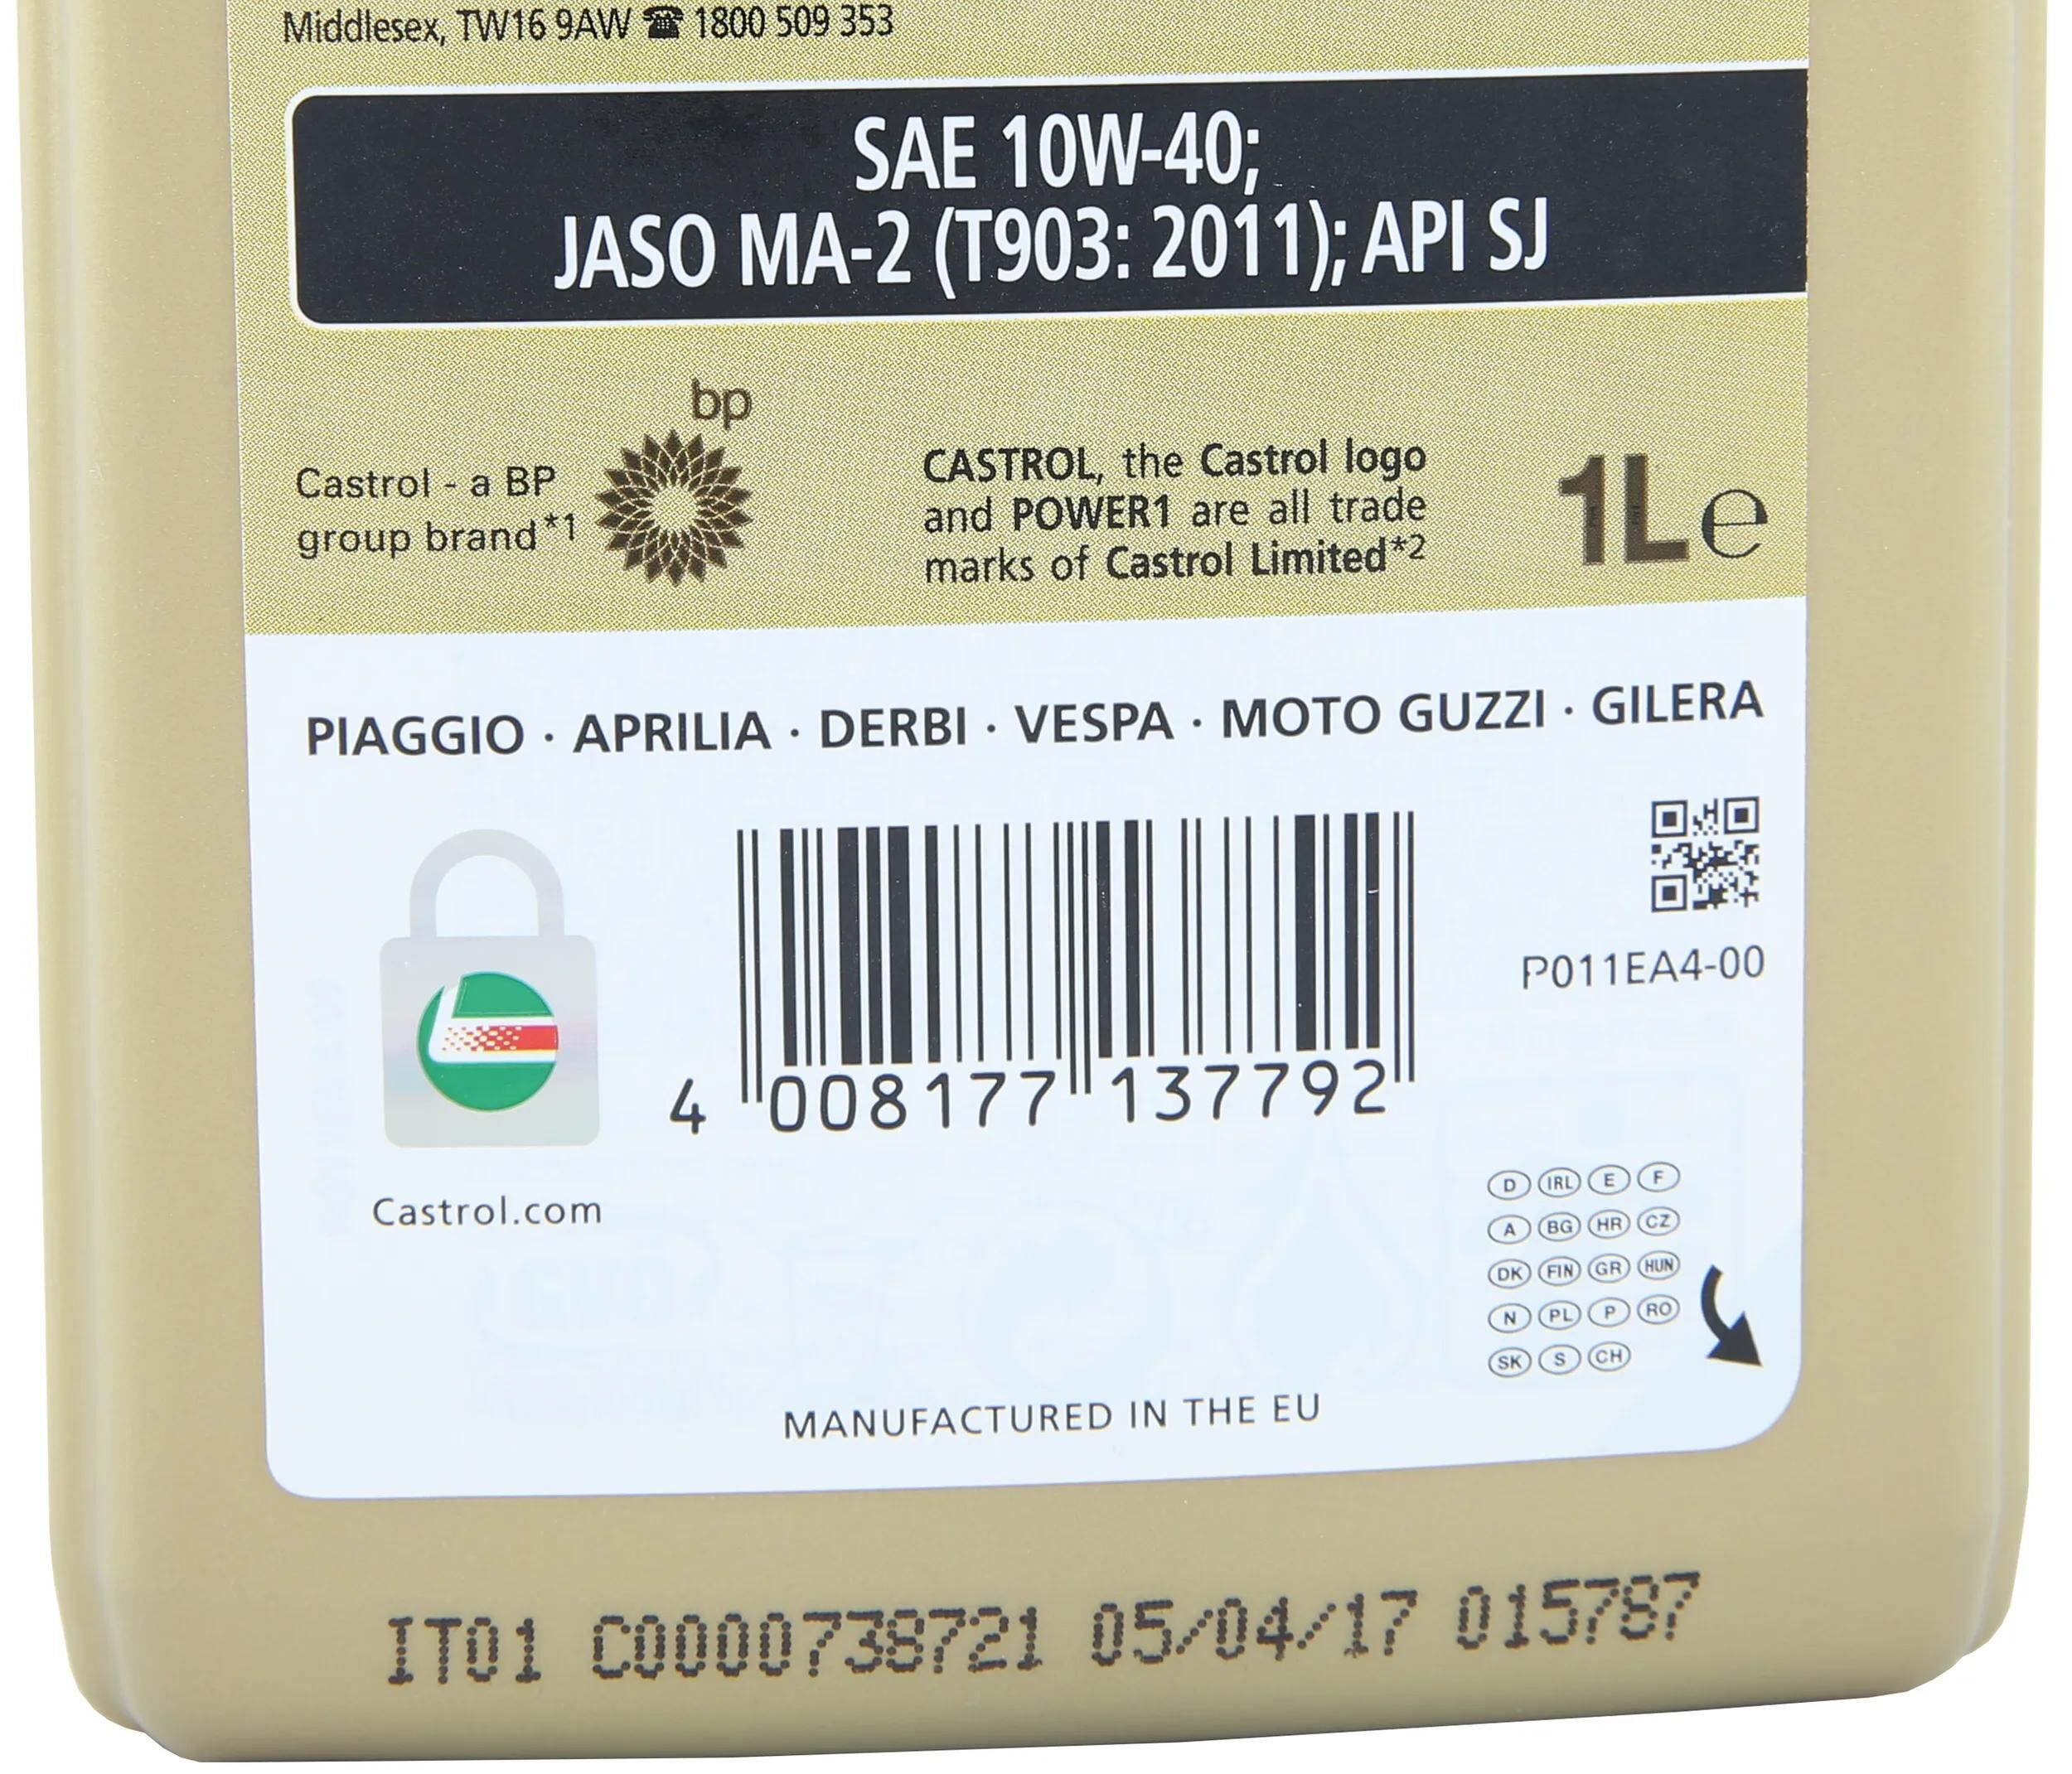 Middlesex, TW16 9AW ☎ 1800 509 353
SAE 10W-40;
JASO MA-2 (T903: 2011); API SJ
bp
Castrol - a BP
group brand*1
CASTROL, the Castrol logo
and POWER1 are all trade
marks of Castrol Limited*2
1L e
PIAGGIO · APRILIA · DERBI · VESPA · MOTO GUZZI · GILERA
P011EA4-00
4 008177 137792
Castrol.com
D IRL E F
A BG HR CZ
DK FIN GR HUN
N PL P RO
SK S CH
MANUFACTURED IN THE EU
IT01 C0000738721 05/04/17 015787